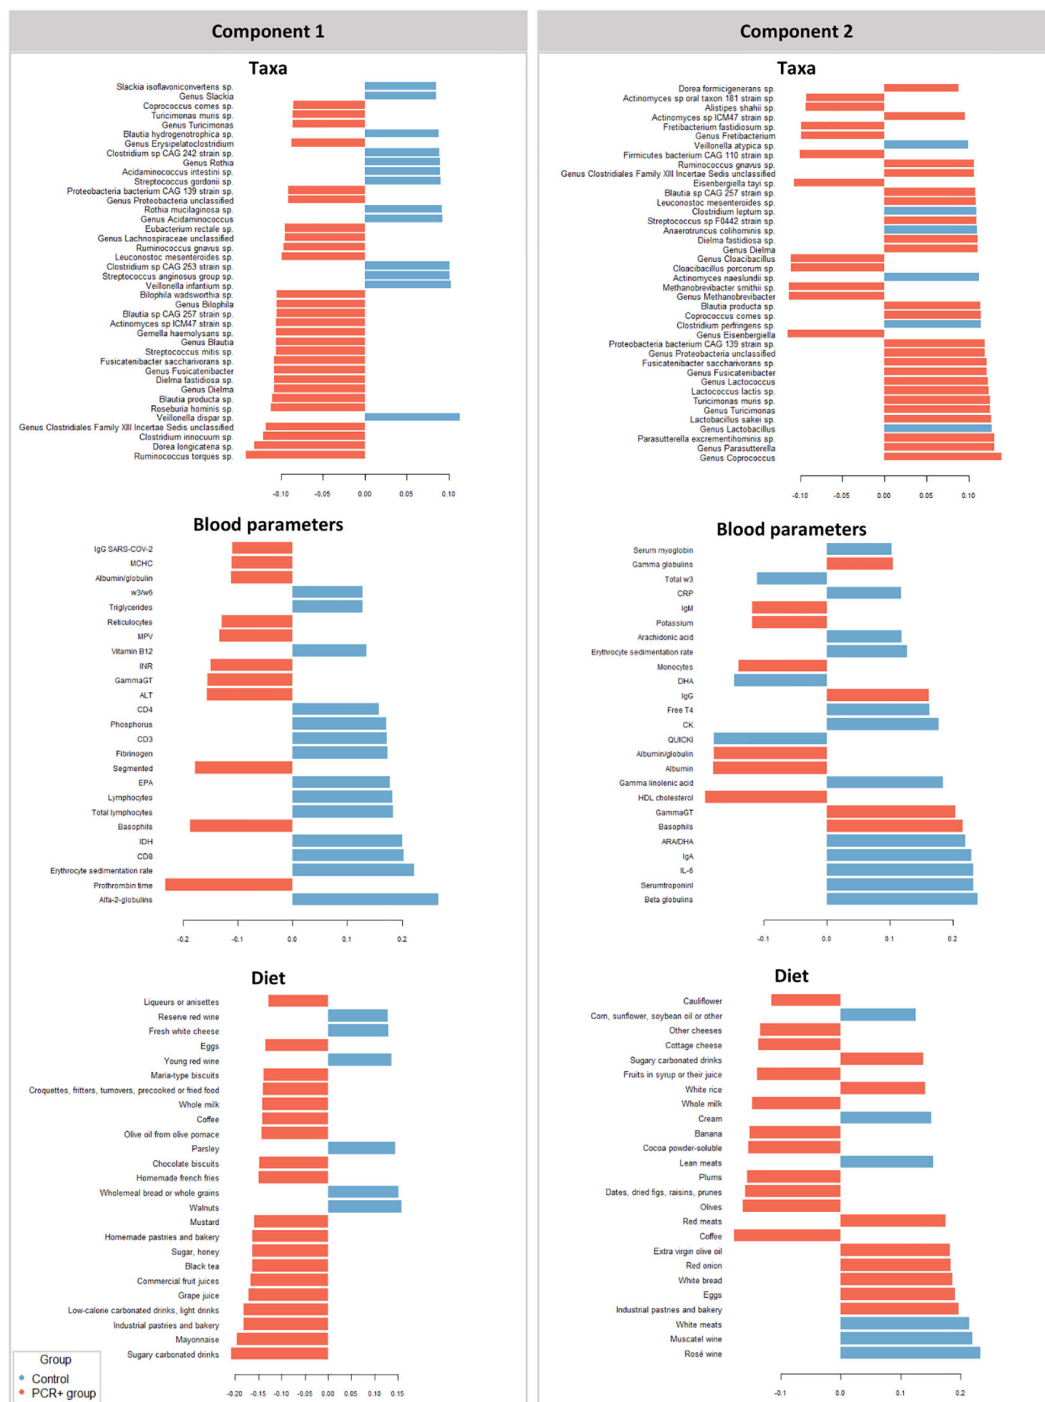 Component 1
Taxa
Slackia isoflavoniconvertens sp.
Genus Slackia
Coprococcus comes sp.
Turicimonas muris sp.
Genus Turicimonas
Blautia hydrogenotrophica sp.
Genus Erysipelatoclostridium
Clostridium sp CAG 242 strain sp.
Genus Rothia
Acidaminococcus intestini sp.
Streptococcus gordonii sp.
Proteobacteria bacterium CAG 139 strain sp.
Genus Proteobacteria unclassified
Rothia mucilaginosa sp.
Genus Acidaminococcus
Eubacterium rectale sp.
Genus Lachnospiraceae unclassified
Ruminococcus gnavus sp.
Leuconostoc mesenteroides sp.
Clostridium sp CAG 253 strain sp.
Streptococcus anginosus group sp.
Veillonella infantium sp.
Bilophila wadsworthia sp.
Genus Bilophila
Blautia sp CAG 257 strain sp.
Actinomyces sp ICM47 strain sp.
Gemella haemolysans sp.
Genus Blautia
Streptococcus mitis sp.
Fusicatenibacter saccharivorans sp.
Genus Fusicatenibacter
Dielma fastidiosa sp.
Genus Dielma
Blautia producta sp.
Roseburia hominis sp.
Veillonella dispar sp.
Genus Clostridiales Family XIII Incertae Sedis unclassified
Clostridium innocuum sp.
Dorea longicatena sp.
Ruminococcus torques sp.
-0.10 -0.05 0.00 0.05 0.10
Blood parameters
IgG SARS-COV-2
MCHC
Albumin/globulin
w3/w6
Triglycerides
Reticulocytes
MPV
Vitamin B12
INR
GammaGT
ALT
CD4
Phosphorus
CD3
Fibrinogen
Segmented
EPA
Lymphocytes
Total lymphocytes
Basophils
IDH
CD8
Erythrocyte sedimentation rate
Prothrombin time
Alfa-2-globulins
-0.2 -0.1 0.0 0.1 0.2
Diet
Liqueurs or anisettes
Reserve red wine
Fresh white cheese
Eggs
Young red wine
Maria-type biscuits
Croquettes, fritters, turnovers, precooked or fried food
Whole milk
Coffee
Olive oil from olive pomace
Parsley
Chocolate biscuits
Homemade french fries
Wholemeal bread or whole grains
Walnuts
Mustard
Homemade pastries and bakery
Sugar, honey
Black tea
Commercial fruit juices
Grape juice
Low-calorie carbonated drinks, light drinks
Industrial pastries and bakery
Mayonnaise
Sugary carbonated drinks
-0.20 -0.15 -0.10 -0.05 0.00 0.05 0.10 0.15
Group
Control
PCR+ group
Component 2
Taxa
Dorea formicigenerans sp.
Actinomyces sp oral taxon 181 strain sp.
Alistipes shahii sp.
Actinomyces sp ICM47 strain sp.
Fretibacterium fastidiosum sp.
Genus Fretibacterium
Veillonella atypica sp.
Firmicutes bacterium CAG 110 strain sp.
Ruminococcus gnavus sp.
Genus Clostridiales Family XIII Incertae Sedis unclassified
Eisenbergiella tayi sp.
Blautia sp CAG 257 strain sp.
Leuconostoc mesenteroides sp.
Clostridium leptum sp.
Streptococcus sp F0442 strain sp.
Anaerotruncus colihominis sp.
Dielma fastidiosa sp.
Genus Dielma
Genus Cloacibacillus
Cloacibacillus porcorum sp.
Actinomyces naeslundii sp.
Methanobrevibacter smithii sp.
Genus Methanobrevibacter
Blautia producta sp.
Coprococcus comes sp.
Clostridium perfringens sp.
Genus Eisenbergiella
Proteobacteria bacterium CAG 139 strain sp.
Genus Proteobacteria unclassified
Fusicatenibacter saccharivorans sp.
Genus Fusicatenibacter
Genus Lactococcus
Lactococcus lactis sp.
Turicimonas muris sp.
Genus Turicimonas
Lactobacillus sakei sp.
Genus Lactobacillus
Parasutterella excrementihominis sp.
Genus Parasutterella
Genus Coprococcus
-0.10 -0.05 0.00 0.05 0.10
Blood parameters
Serum myoglobin
Gamma globulins
Total w3
CRP
IgM
Potassium
Arachidonic acid
Erythrocyte sedimentation rate
Monocytes
DHA
IgG
Free T4
CK
QUICKI
Albumin/globulin
Albumin
Gamma linolenic acid
HDL cholesterol
GammaGT
Basophils
ARA/DHA
IgA
IL-6
SerumtroponinI
Beta globulins
-0.1 0.0 0.1 0.2
Diet
Cauliflower
Corn, sunflower, soybean oil or other
Other cheeses
Cottage cheese
Sugary carbonated drinks
Fruits in syrup or their juice
White rice
Whole milk
Cream
Banana
Cocoa powder-soluble
Lean meats
Plums
Dates, dried figs, raisins, prunes
Olives
Red meats
Coffee
Extra virgin olive oil
Red onion
White bread
Eggs
Industrial pastries and bakery
White meats
Muscatel wine
Rosé wine
-0.1 0.0 0.1 0.2